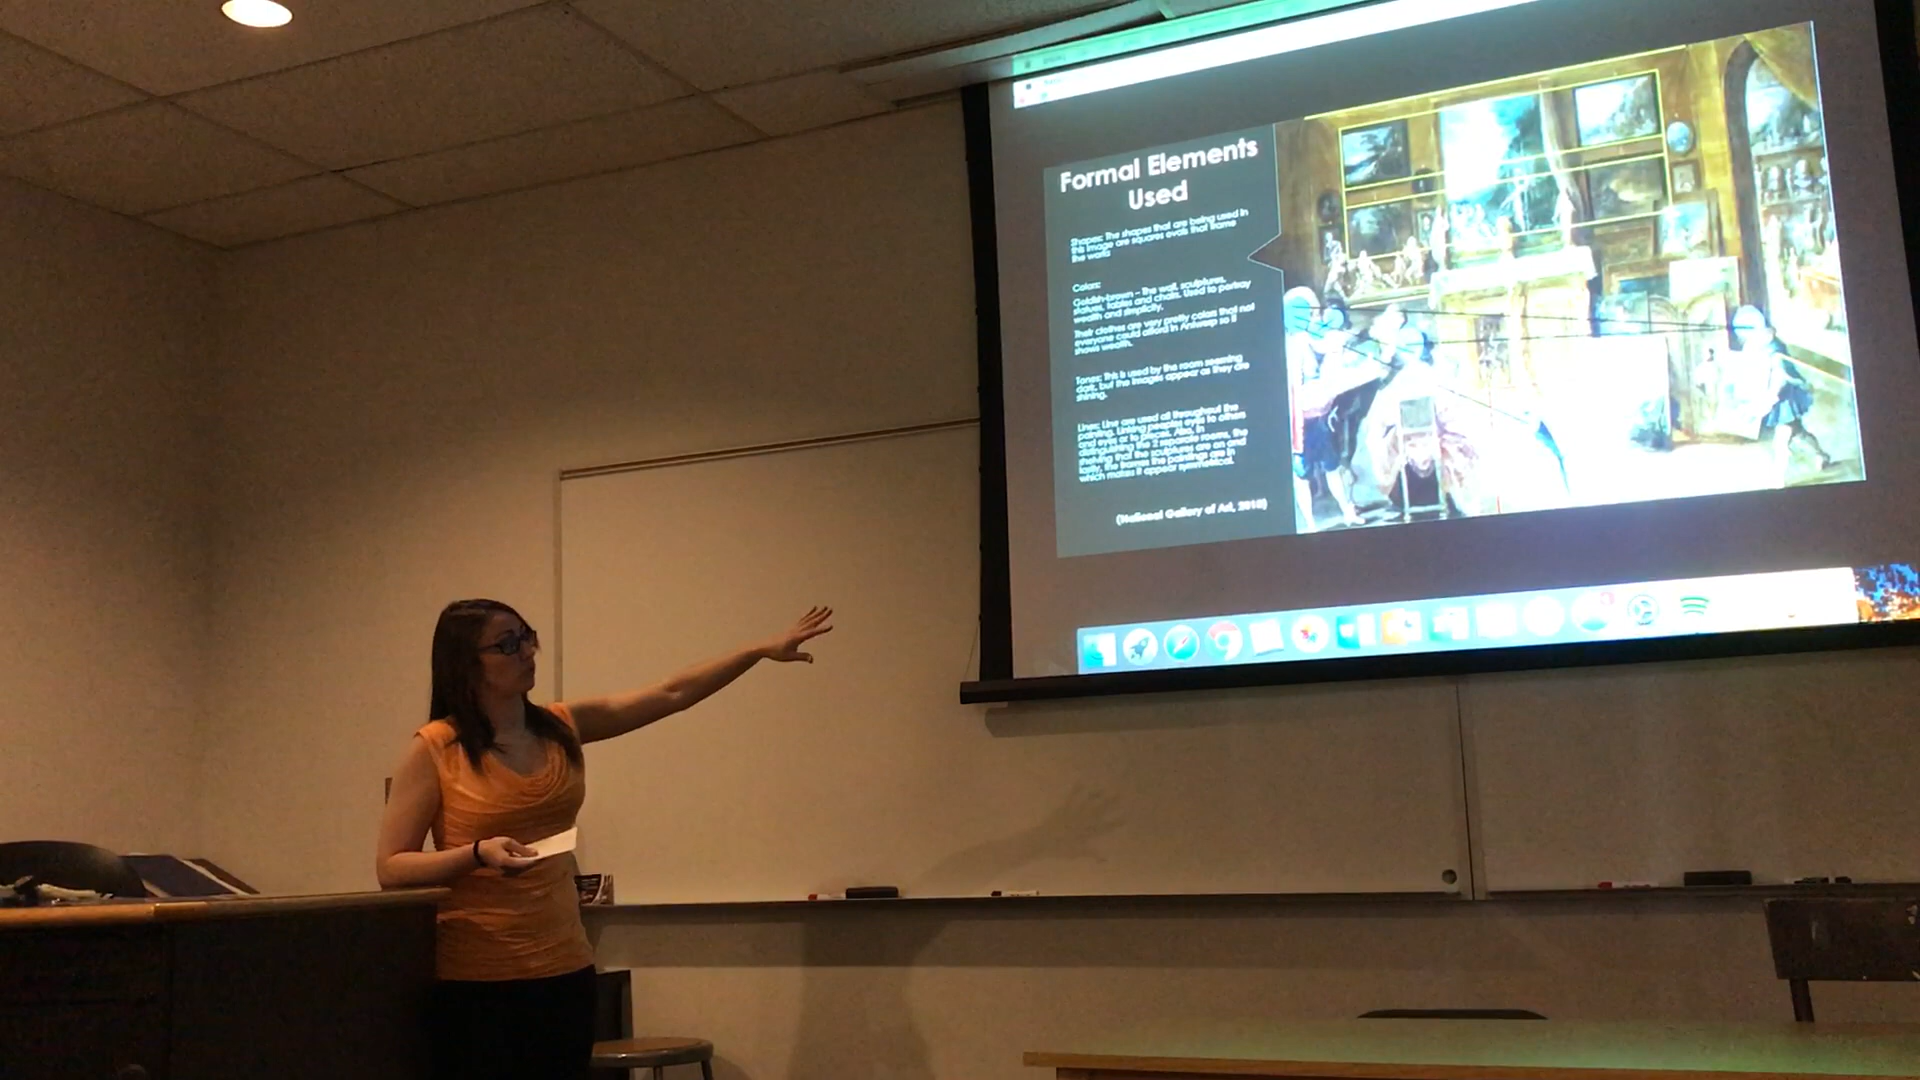 Formal Elements
Used
Shapes: The shapes that are being used in
this image are squares ovals that frame
the works
Colors:
Goldish-brown – The wall, sculptures,
statues, tables and chairs. Used to portray
wealth and simplicity.
Their clothes are very pretty colors that not
everyone could afford in Antwerp so it
shows wealth.
Tones: This is used by the room seeming
dark, but the images appear as they are
shining.
Lines: Line are used all throughout the
painting. Linking peoples eyes to others
and eyes or to pieces. Also, in
distinguishing the 2 separate rooms, the
shelving that the sculptures are on and
lastly, the frames the paintings are in
which makes it appear symmetrical.
(National Gallery of Art, 2018)